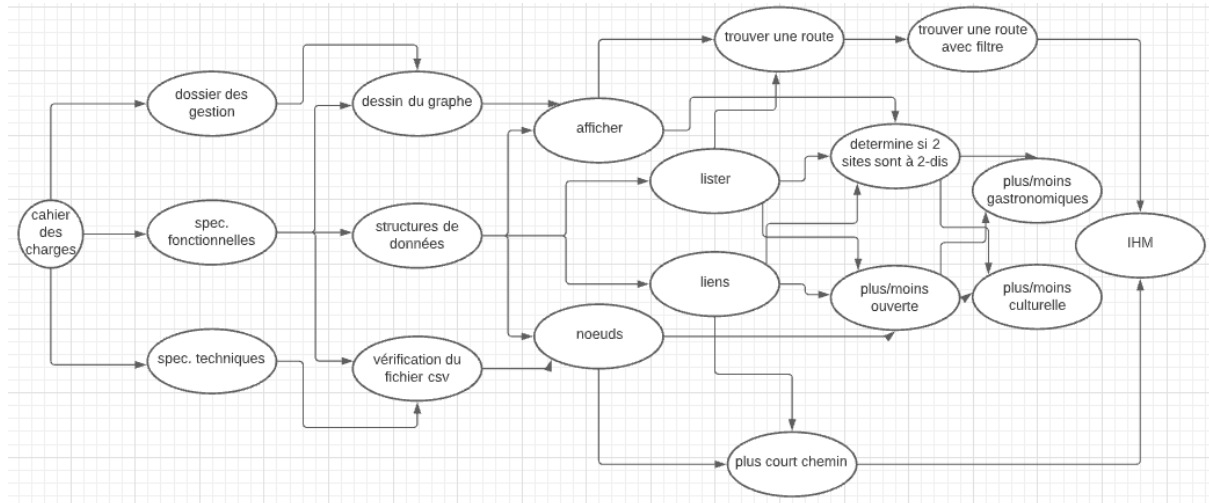 trouver une route
trouver une route
avec filtre
dossier des
gestion
dessin du graphe
afficher
determine si 2
sites sont à 2-dis
lister
plus/moins
gastronomiques
cahier
des
charges
spec.
fonctionnelles
structures de
données
IHM
liens
plus/moins
ouverte
plus/moins
culturelle
noeuds
spec. techniques
vérification du
fichier csv
plus court chemin